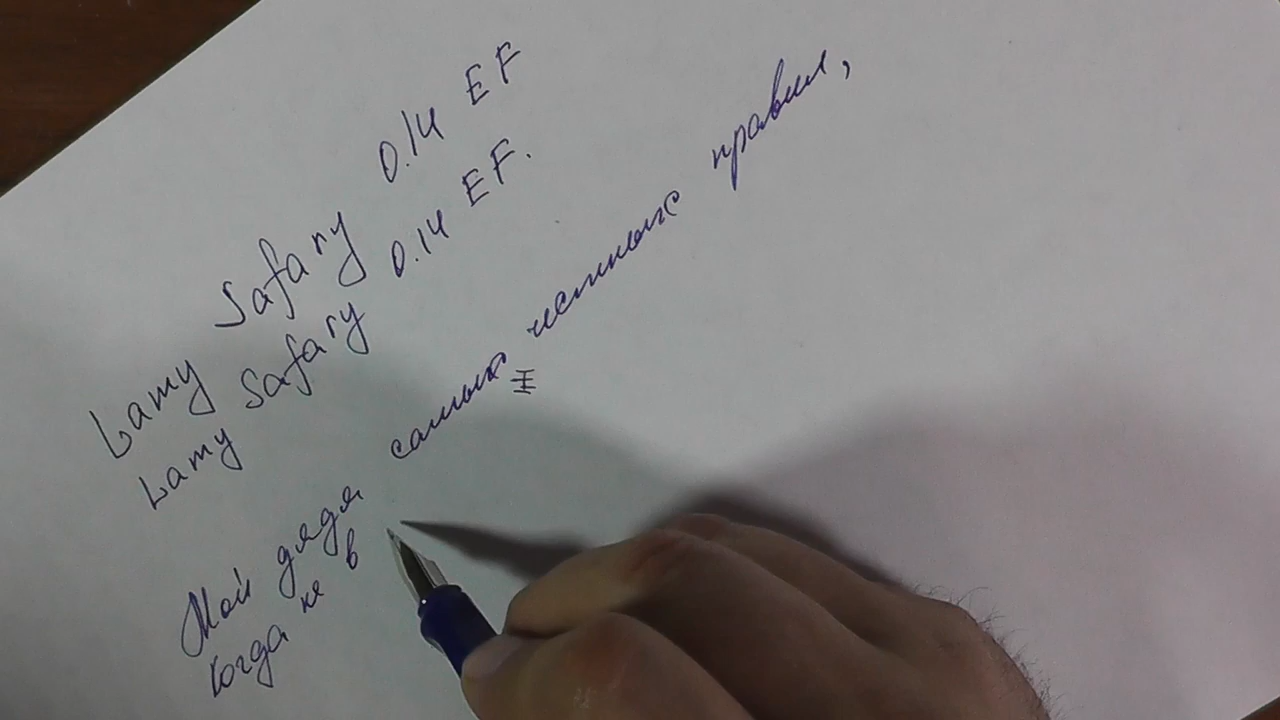 Lamy Safary 0.14 EF
Lamy Safary 0.14 EF.
Мой дядя самых честных правил,
Когда не в